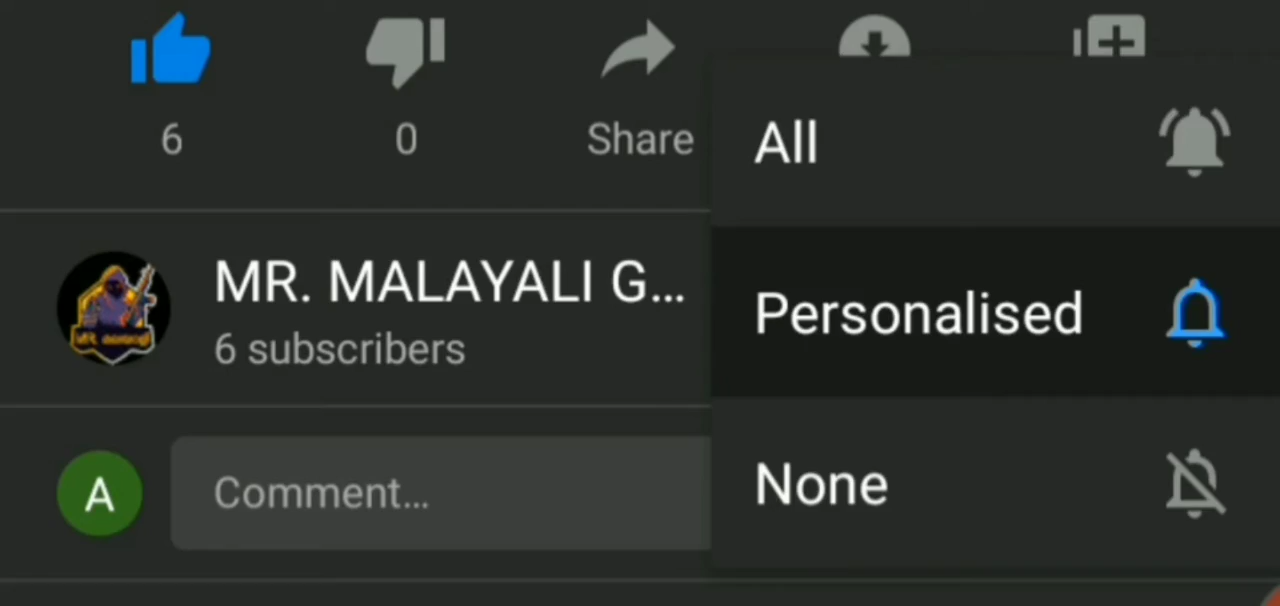 6
0
Share
All
MR. MALAYALI G...
6 subscribers
Personalised
A
Comment...
None